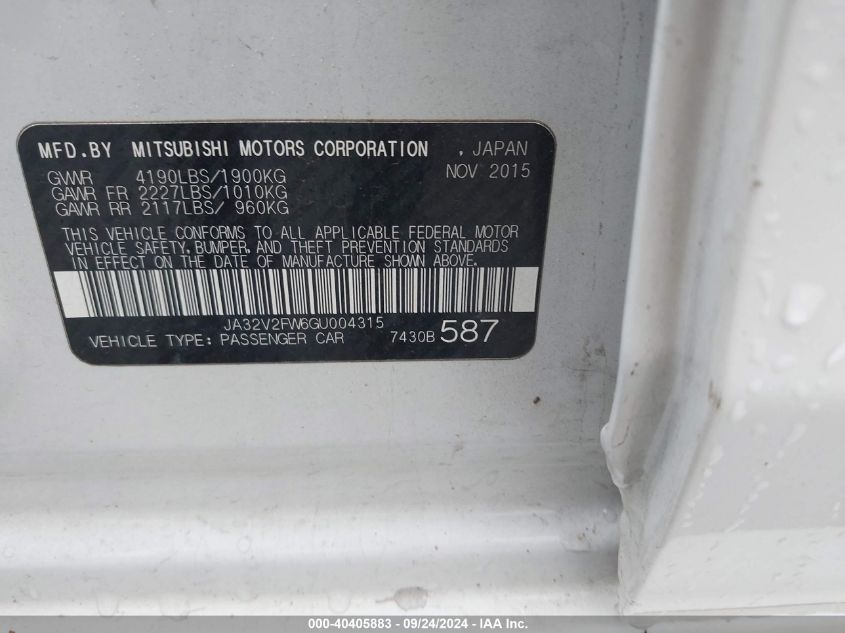 MFD.BY MITSUBISHI MOTORS CORPORATION , JAPAN
GVWR 4190LBS/1900KG NOV 2015
GAWR FR 2227LBS/1010KG
GAWR RR 2117LBS/ 960KG
THIS VEHICLE CONFORMS TO ALL APPLICABLE FEDERAL MOTOR
VEHICLE SAFETY, BUMPER, AND THEFT PREVENTION STANDARDS
IN EFFECT ON THE DATE OF MANUFACTURE SHOWN ABOVE.
JA32V2FW6GU004315
VEHICLE TYPE: PASSENGER CAR 7430B 587
000-40405883 - 09/24/2024 - IAA Inc.